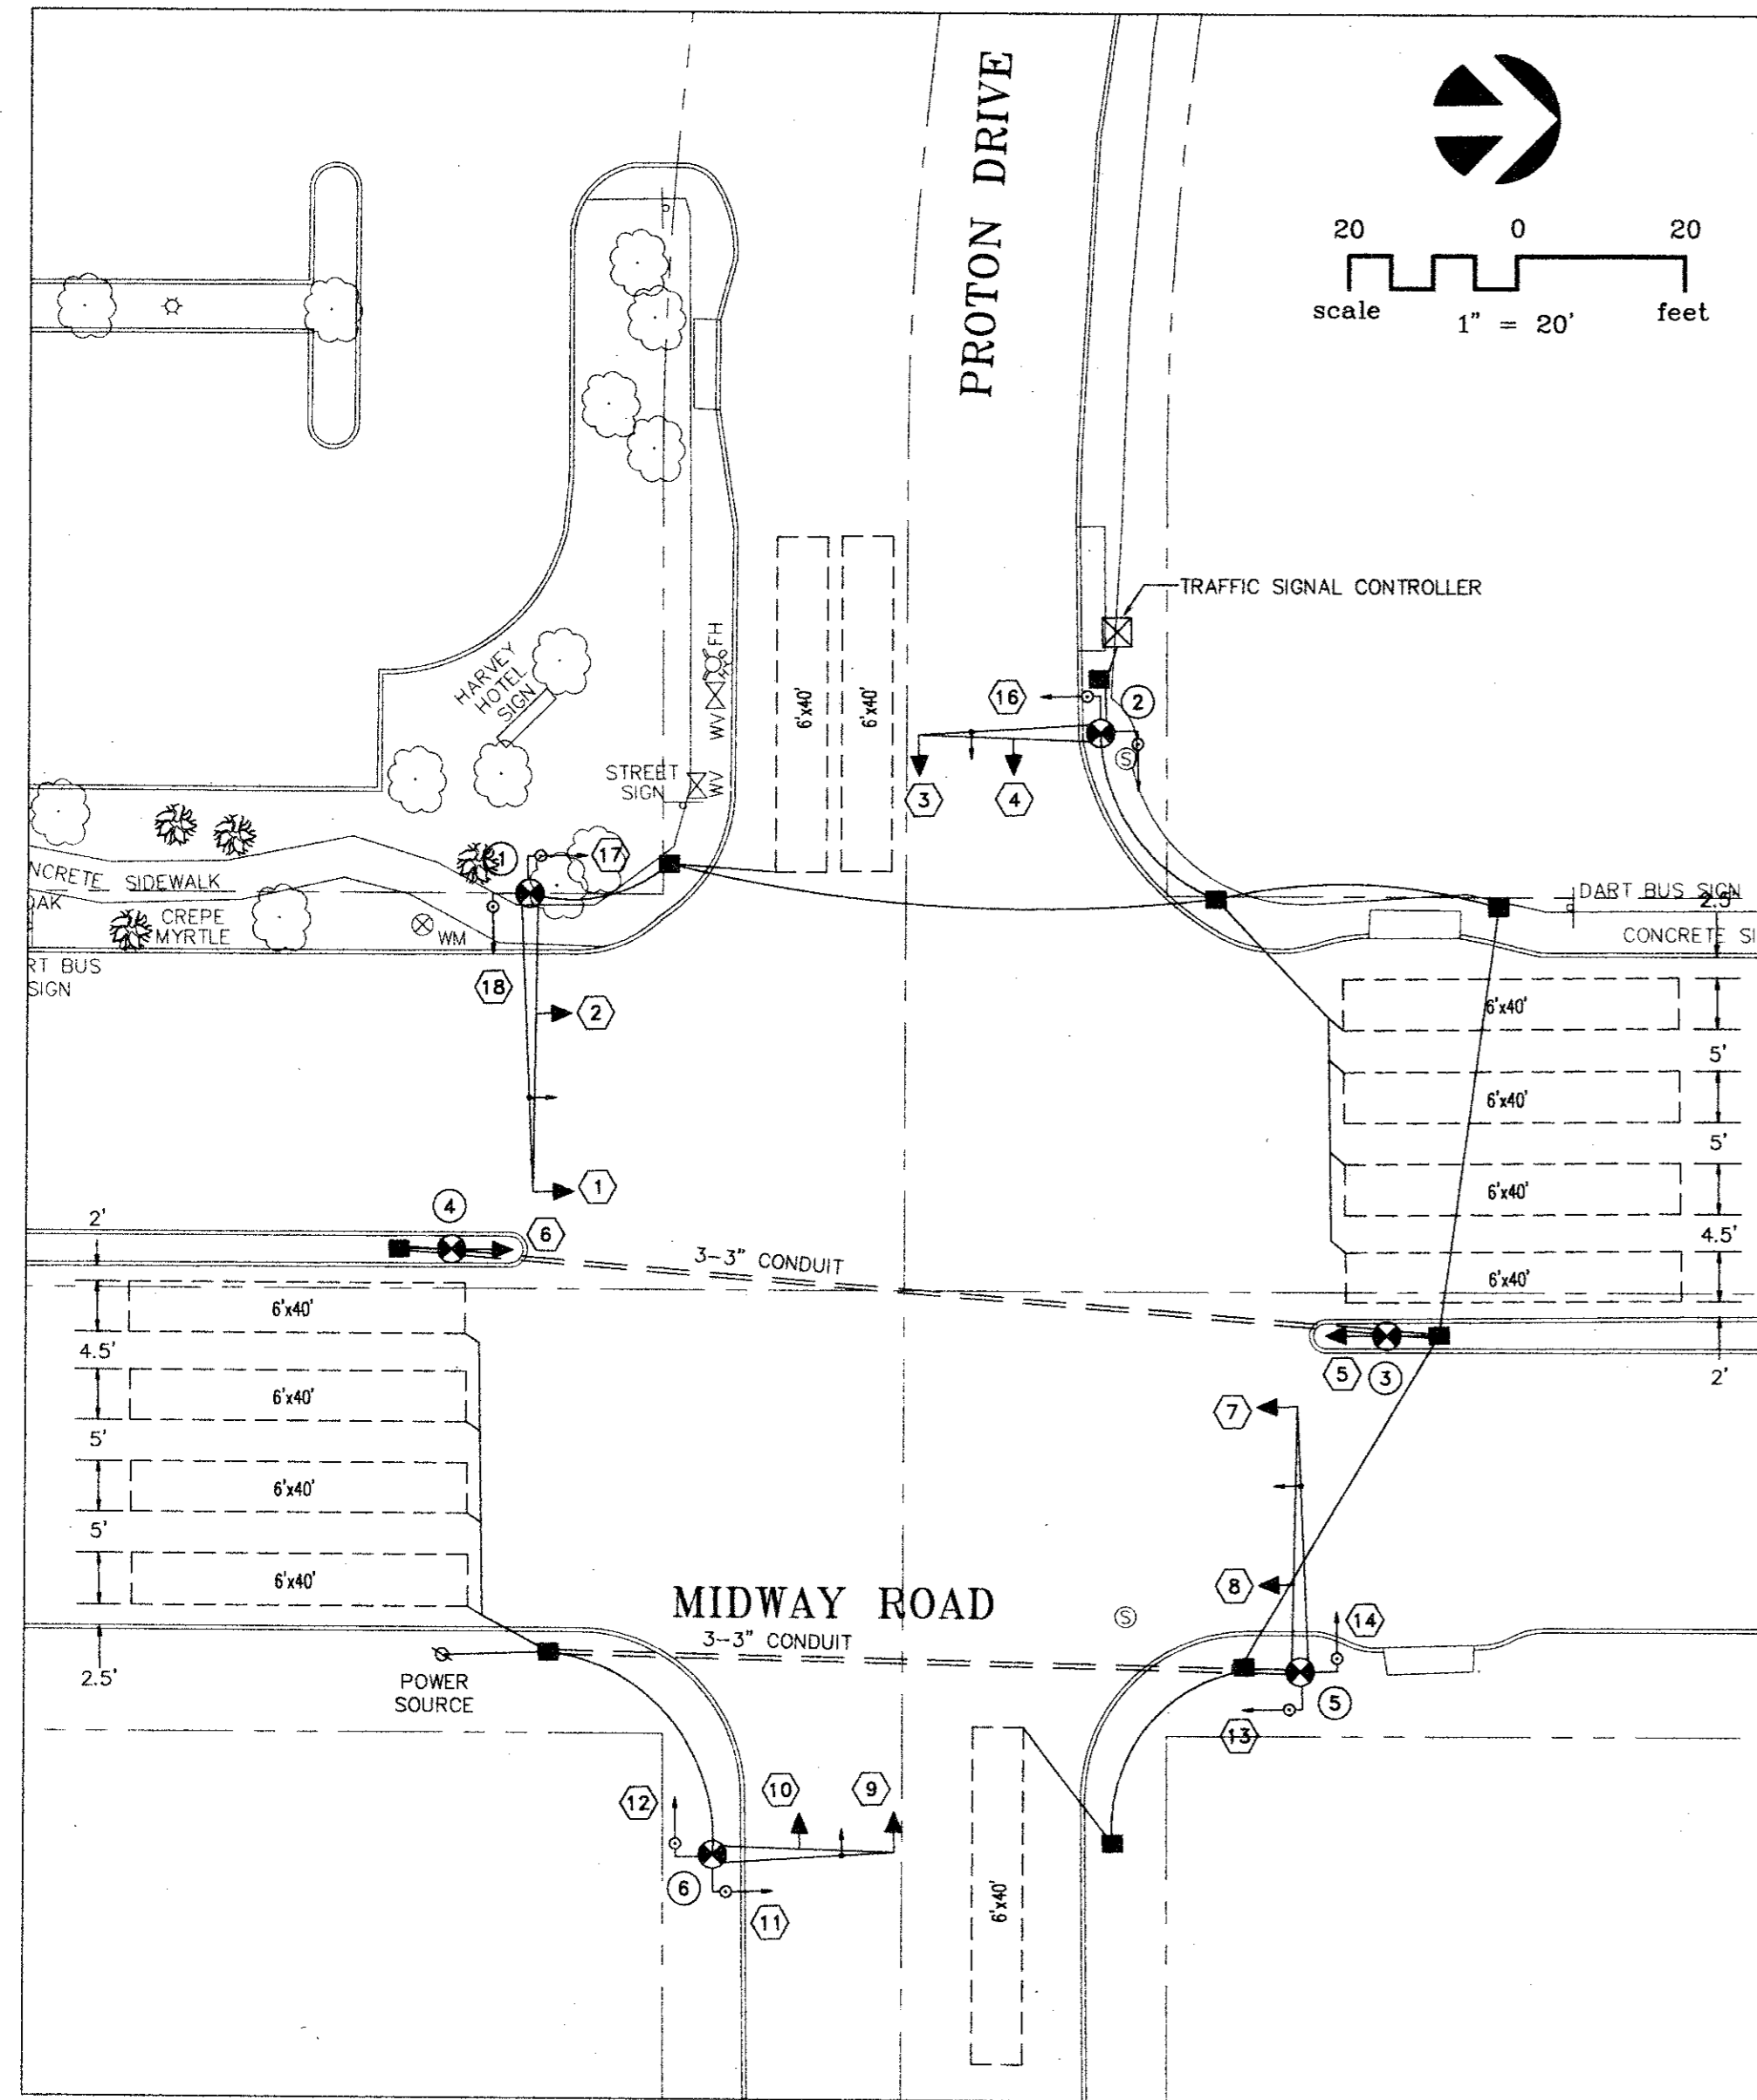 PROTON DRIVE
20 0 20
scale 1" = 20' feet
TRAFFIC SIGNAL CONTROLLER
HARVEY
HOTEL
SIGN
FH
WV
6'x40'
6'x40'
16
2
S
3
4
STREET
SIGN
WV
1
17
NCRETE SIDEWALK
OAK
CREPE
MYRTLE
WM
RT BUS
SIGN
18
2
1
DART BUS SIGN
2.5'
CONCRETE SI
6'x40'
5'
6'x40'
5'
6'x40'
4.5'
6'x40'
2'
4
6
2'
3-3" CONDUIT
5
3
6'x40'
4.5'
6'x40'
5'
6'x40'
5'
6'x40'
2.5'
7
8
14
MIDWAY ROAD
S
3-3" CONDUIT
POWER
SOURCE
5
13
12
10
9
6
11
6'x40'